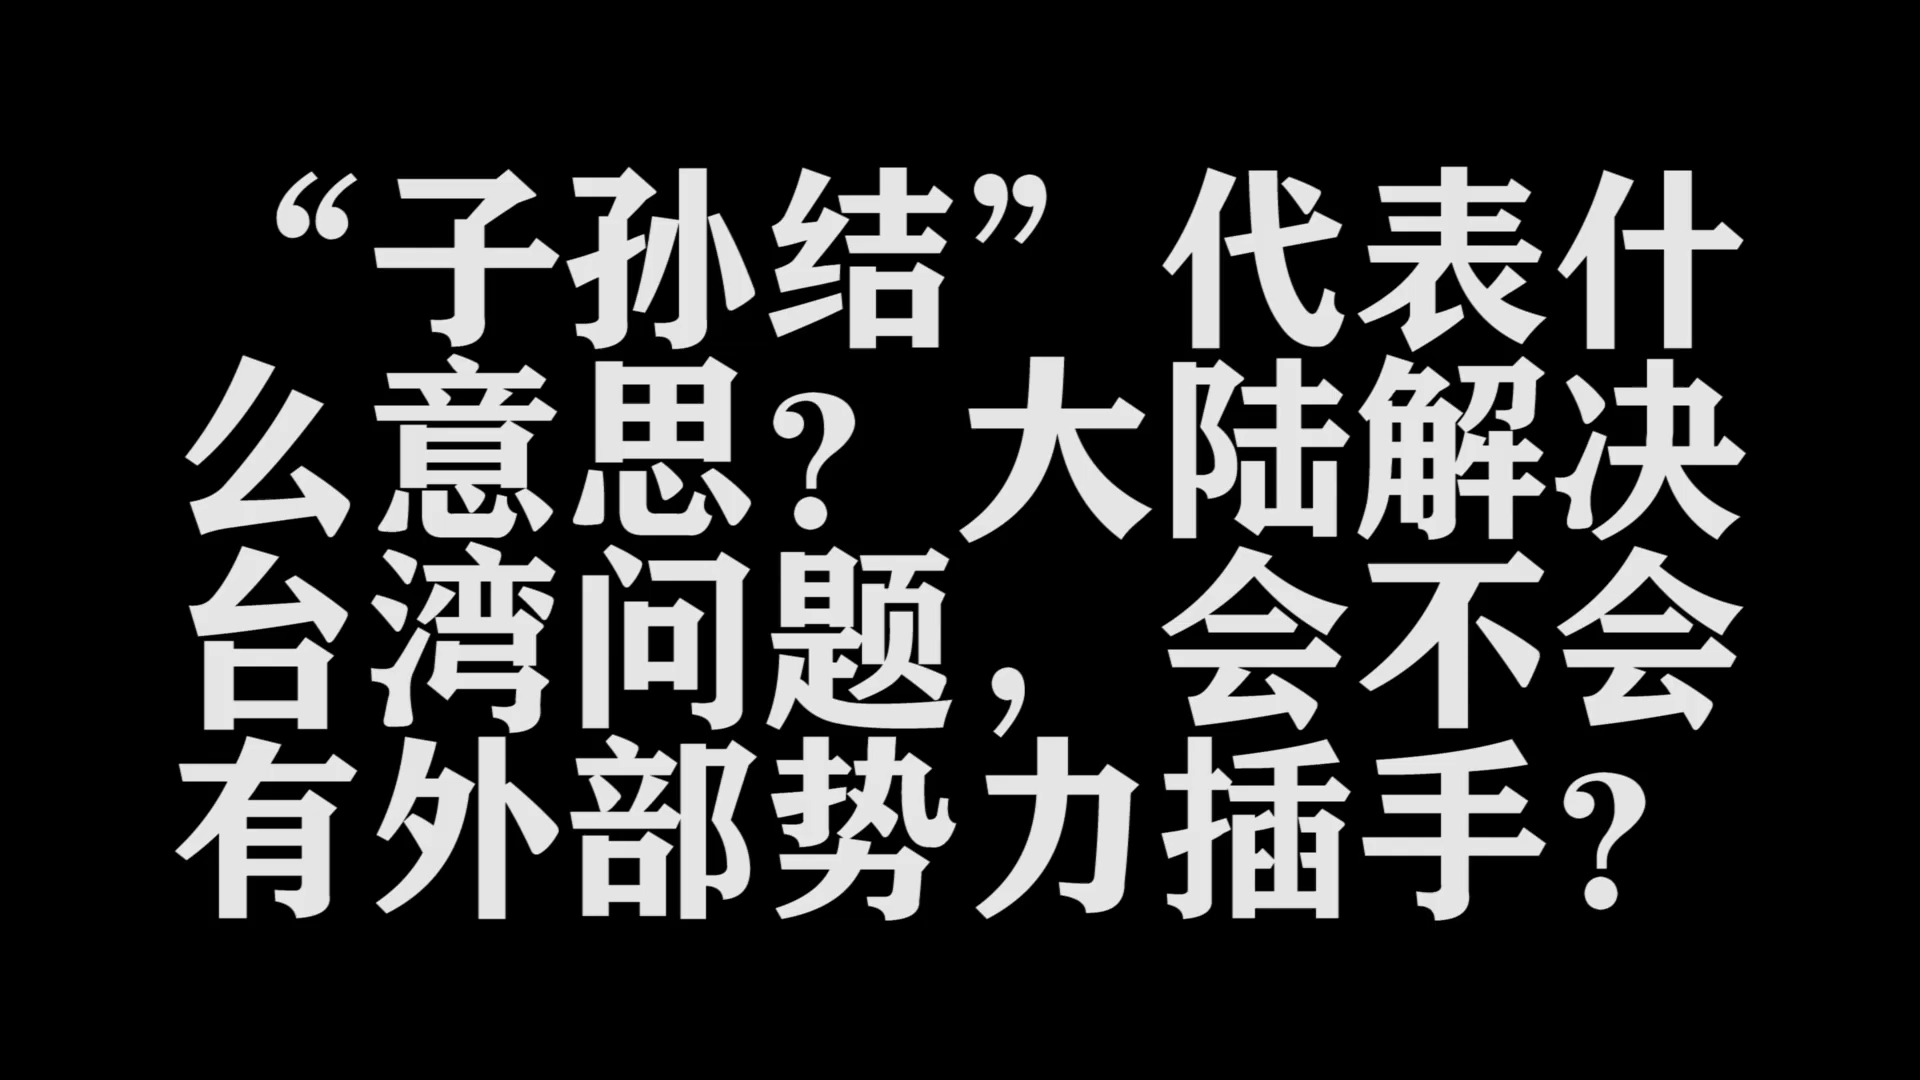 “子孙结”代表什
么意思？大陆解决
台湾问题，会不会
有外部势力插手？